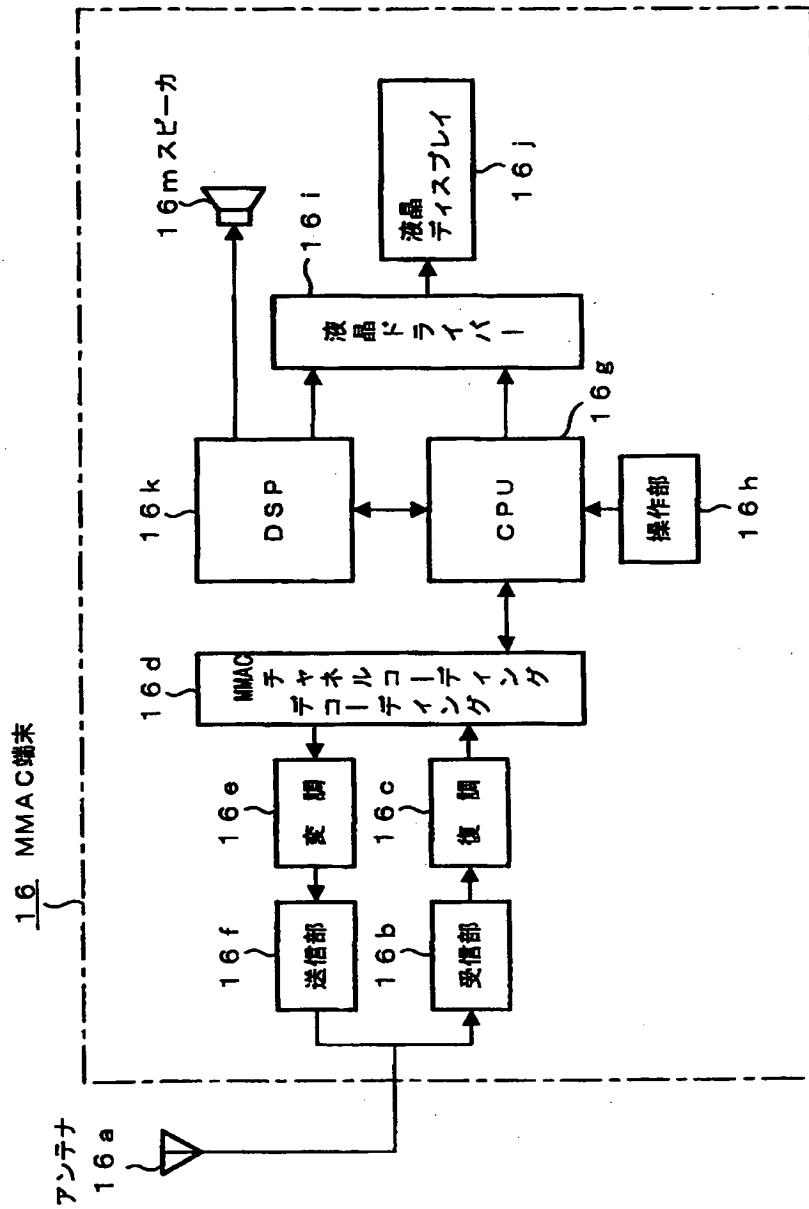 16 MMAC端末
アンテナ
16a
16f
送信部
16e
変調
16b
受信部
16c
復調
16d
MMAC
チャネルコーディング
デコーディング
16k
DSP
CPU
16g
操作部
16h
16mスピーカ
16i
液晶ドライバー
液晶
ディスプレイ
16j